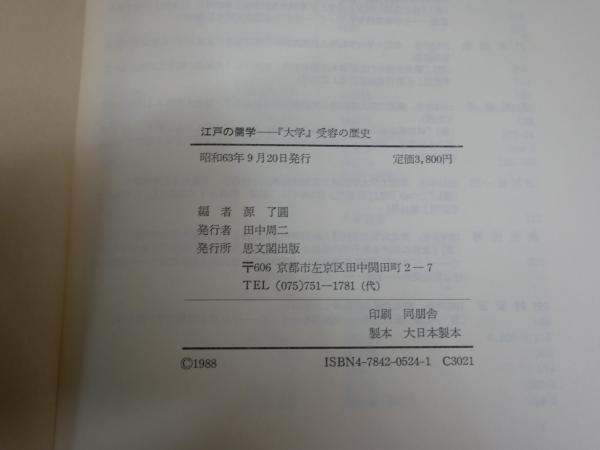 江戸の儒学――『大学』受容の歴史
昭和63年9月20日発行 定価3,800円
編 者 源 了圓
発行者 田中周二
発行所 思文閣出版
〒606 京都市左京区田中関田町2−7
TEL (075)751−1781(代)
印刷 同朋舎
製本 大日本製本
©1988 ISBN4-7842-0524-1 C3021